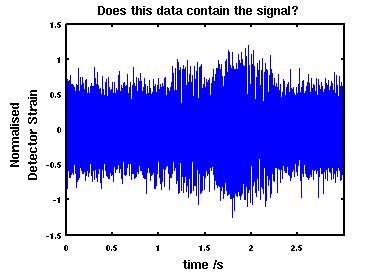 Does this data contain the signal?
1.5
1
0.5
0
-0.5
-1
-1.5
Normalised
Detector Strain
0 0.5 1 1.5 2 2.5
time /s